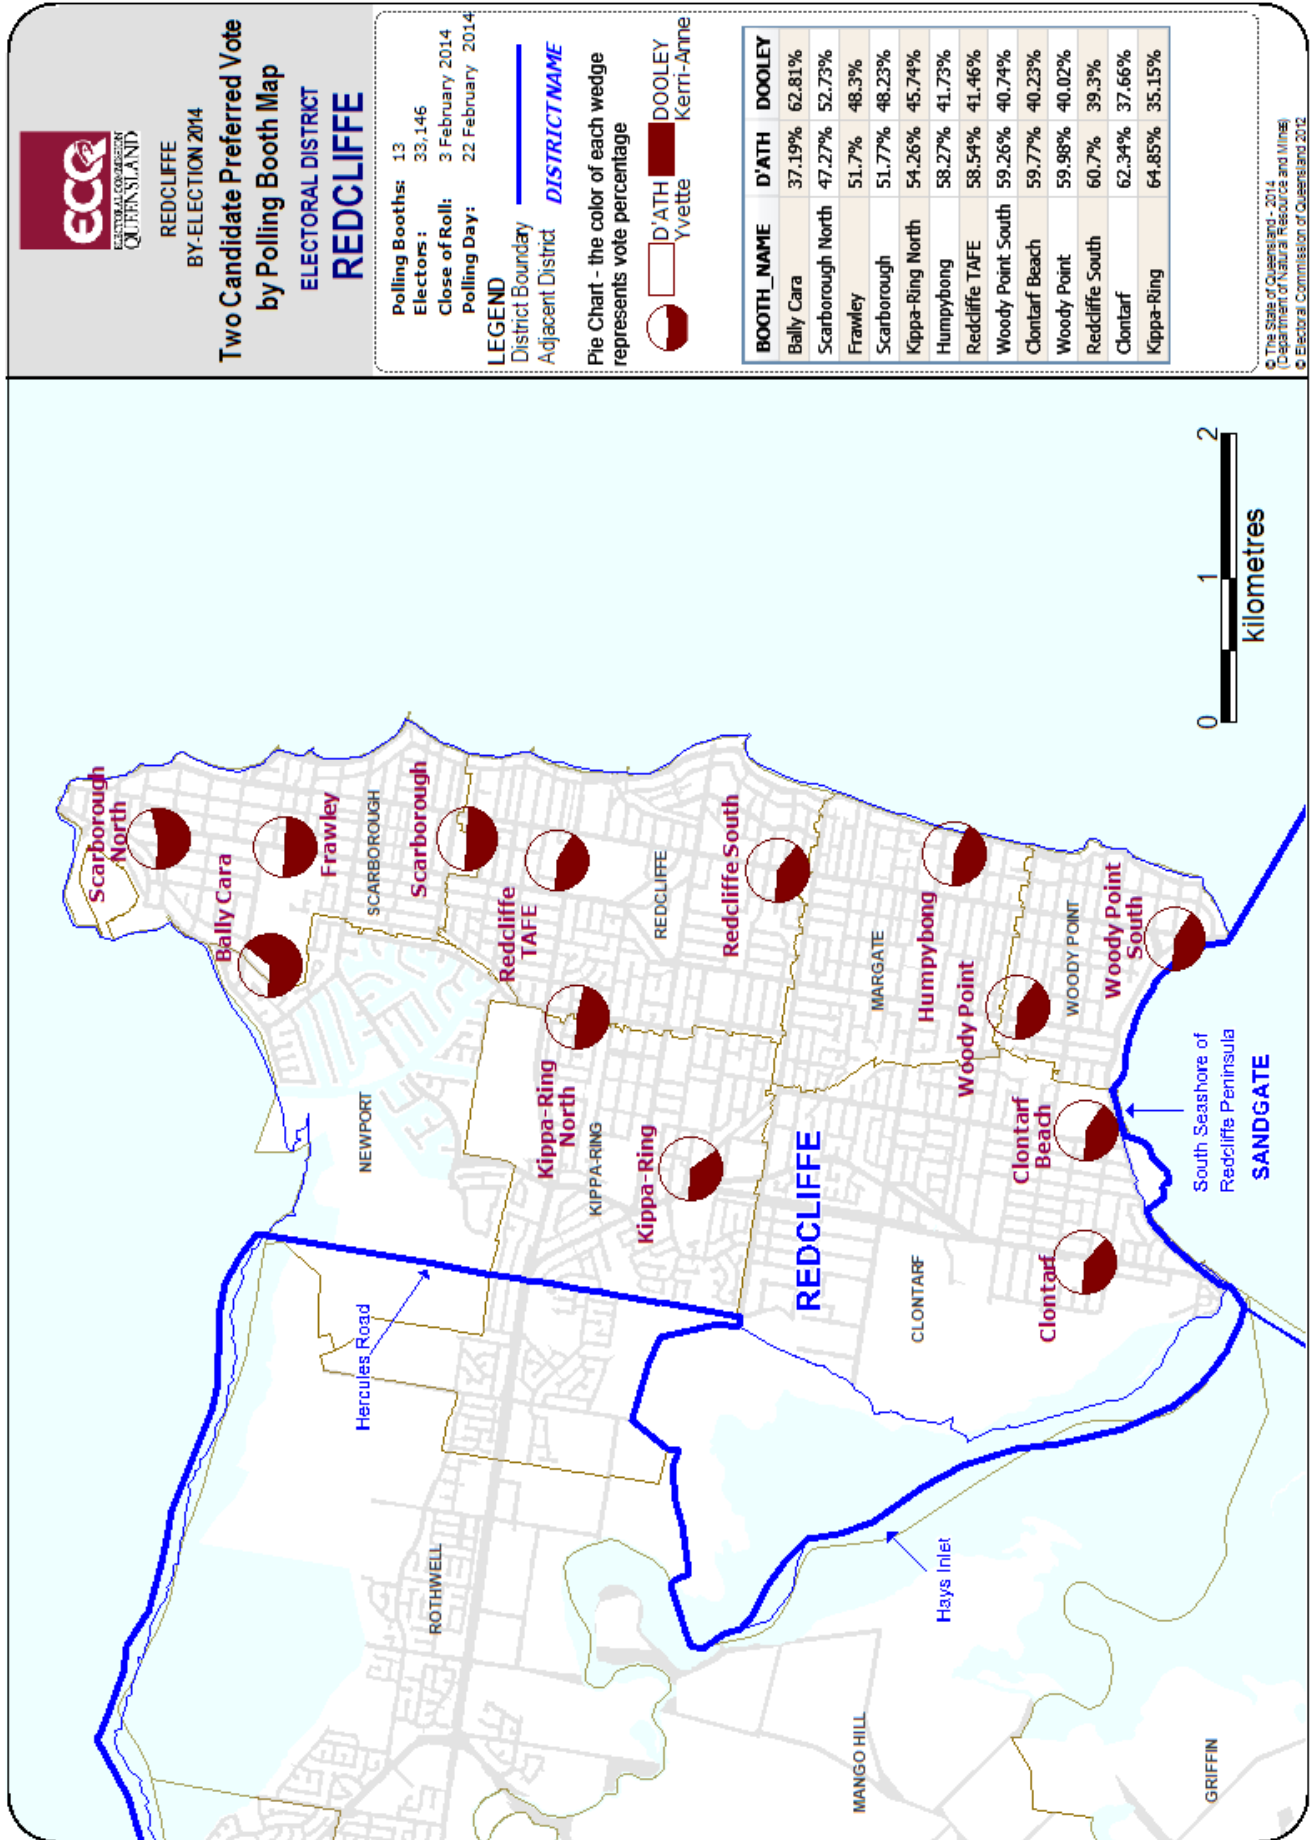 ecq
ELECTORAL COMMISSION
QUEENSLAND
REDCLIFFE
BY-ELECTION 2014
Two Candidate Preferred Vote
by Polling Booth Map
ELECTORAL DISTRICT
REDCLIFFE
Polling Booths: 13
Electors : 33,146
Close of Roll: 3 February 2014
Polling Day: 22 February 2014
LEGEND
District Boundary
Adjacent District DISTRICT NAME
Pie Chart - the color of each wedge
represents vote percentage
D'ATH DOOLEY
Yvette Kerri-Anne
BOOTH_NAME D'ATH DOOLEY
Bally Cara 37.19% 62.81%
Scarborough North 47.27% 52.73%
Frawley 51.7% 48.3%
Scarborough 51.77% 48.23%
Kippa-Ring North 54.26% 45.74%
Humpybong 58.27% 41.73%
Redcliffe TAFE 58.54% 41.46%
Woody Point South 59.26% 40.74%
Clontarf Beach 59.77% 40.23%
Woody Point 59.98% 40.02%
Redcliffe South 60.7% 39.3%
Clontarf 62.34% 37.66%
Kippa-Ring 64.85% 35.15%
© The State of Queensland - 2014
(Department of Natural Resource and Mines)
© Electoral Commission of Queensland 2012
Scarborough
North
Bally Cara
Frawley
SCARBOROUGH
Scarborough
Redcliffe
TAFE
REDCLIFFE
Redcliffe South
NEWPORT
Kippa-Ring
North
KIPPA-RING
Kippa-Ring
Hercules Road
ROTHWELL
REDCLIFFE
MARGATE
Humpybong
Woody Point
WOODY POINT
Woody Point
South
Clontarf
Beach
Clontarf
CLONTARF
South Seashore of
Redcliffe Peninsula
SANDGATE
Hays Inlet
MANGO HILL
GRIFFIN
0 1 2
kilometres